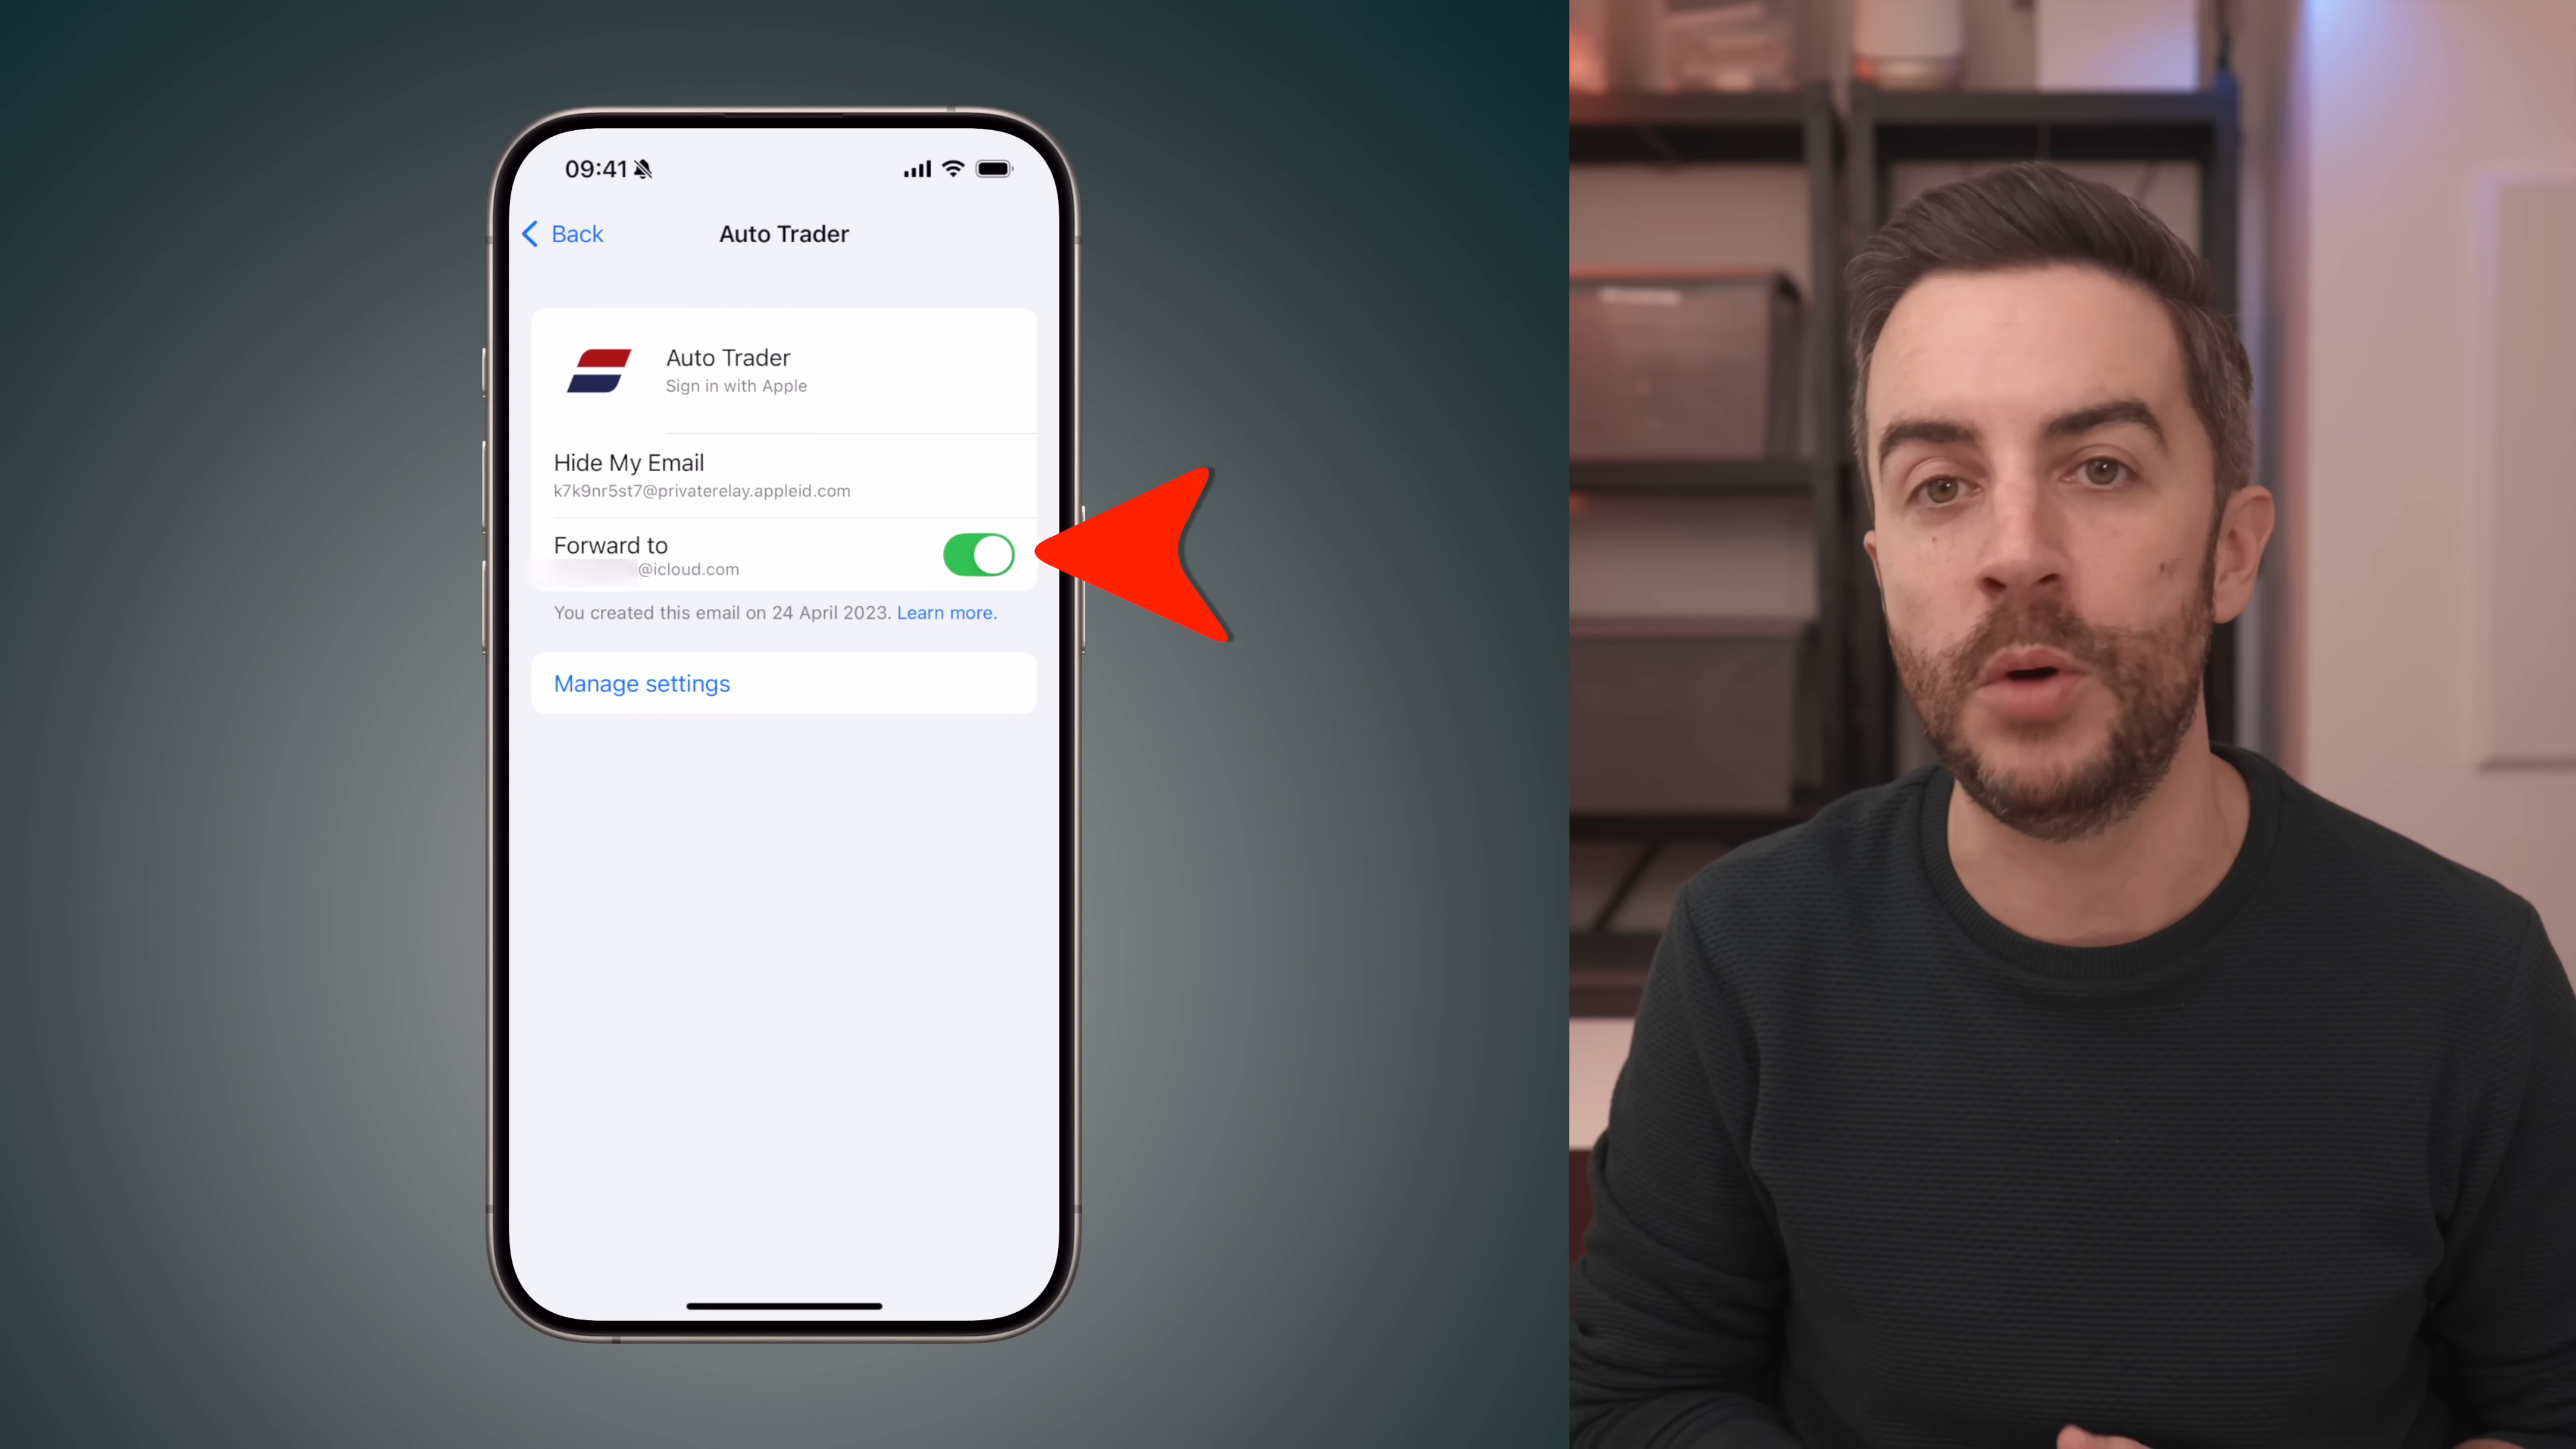 09:41
Back
Auto Trader
Auto Trader
Sign in with Apple
Hide My Email
k7k9nr5st7@privaterelay.appleid.com
Forward to
@icloud.com
You created this email on 24 April 2023. Learn more.
Manage settings